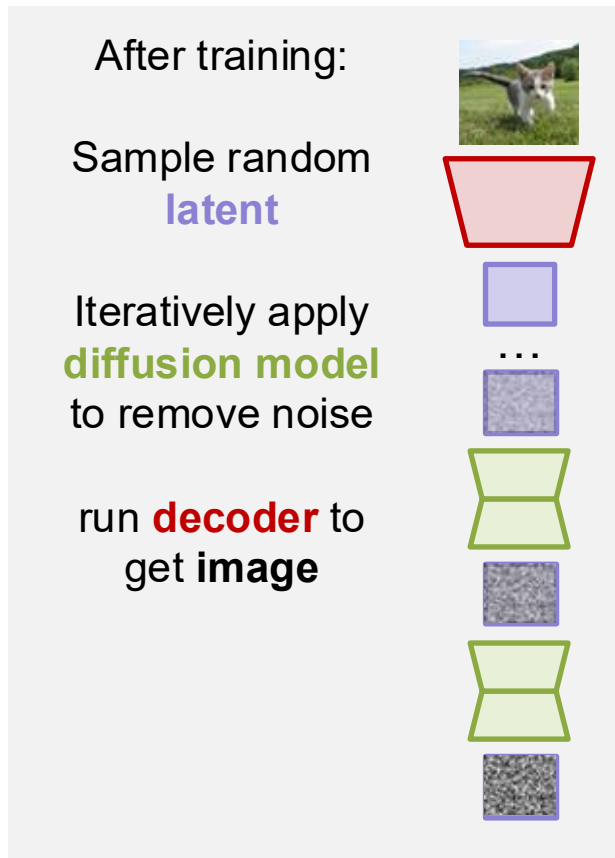 After training:
Sample random
latent
Iteratively apply
diffusion model
to remove noise
run decoder to
get image
...